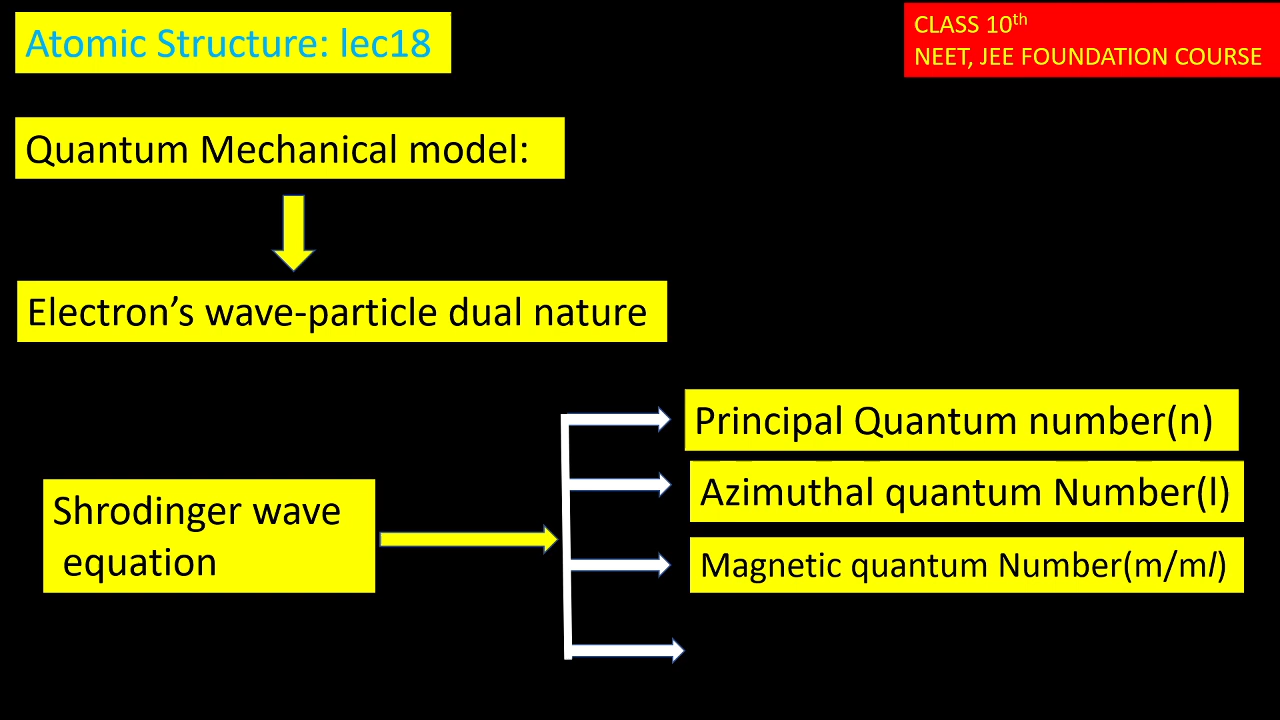 Atomic Structure: lec18
CLASS 10th
NEET, JEE FOUNDATION COURSE
Quantum Mechanical model:
Electron’s wave-particle dual nature
Principal Quantum number(n)
Azimuthal quantum Number(l)
Shrodinger wave
equation
Magnetic quantum Number(m/ml)